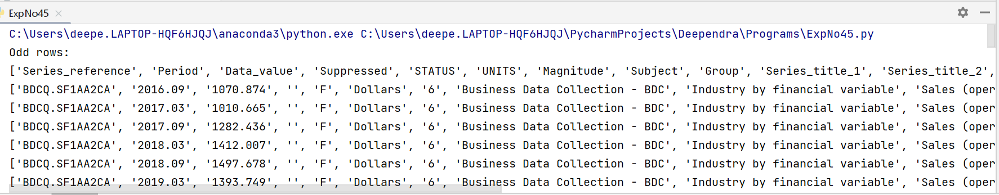 ExpNo45
C:\Users\deepe.LAPTOP-HQF6HJQJ\anaconda3\python.exe C:\Users\deepe.LAPTOP-HQF6HJQJ\PycharmProjects\Deependra\Programs\ExpNo45.py
Odd rows:
['Series_reference', 'Period', 'Data_value', 'Suppressed', 'STATUS', 'UNITS', 'Magnitude', 'Subject', 'Group', 'Series_title_1', 'Series_title_2',
['BDCQ.SF1AA2CA', '2016.09', '1070.874', '', 'F', 'Dollars', '6', 'Business Data Collection - BDC', 'Industry by financial variable', 'Sales (oper
['BDCQ.SF1AA2CA', '2017.03', '1010.665', '', 'F', 'Dollars', '6', 'Business Data Collection - BDC', 'Industry by financial variable', 'Sales (oper
['BDCQ.SF1AA2CA', '2017.09', '1282.436', '', 'F', 'Dollars', '6', 'Business Data Collection - BDC', 'Industry by financial variable', 'Sales (oper
['BDCQ.SF1AA2CA', '2018.03', '1412.007', '', 'F', 'Dollars', '6', 'Business Data Collection - BDC', 'Industry by financial variable', 'Sales (oper
['BDCQ.SF1AA2CA', '2018.09', '1497.678', '', 'F', 'Dollars', '6', 'Business Data Collection - BDC', 'Industry by financial variable', 'Sales (oper
['BDCQ.SF1AA2CA', '2019.03', '1393.749', '', 'F', 'Dollars', '6', 'Business Data Collection - BDC', 'Industry by financial variable', 'Sales (oper